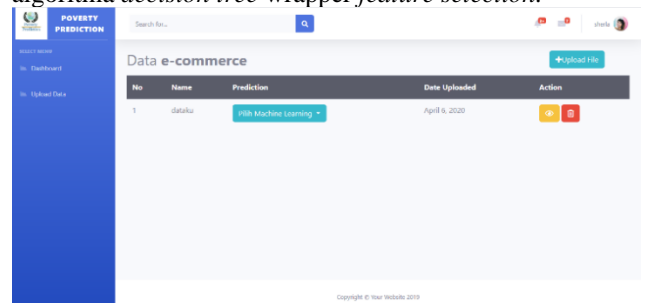 algoritma decision tree wrapper feature selection.
POVERTY
PREDICTION
Search for...
sheila
Dashboard
Upload Data
Data e-commerce
+Upload File
No Name Prediction Date Uploaded Action
1 dataku Pilih Machine Learning April 6, 2020
Copyright © Your Website 2019